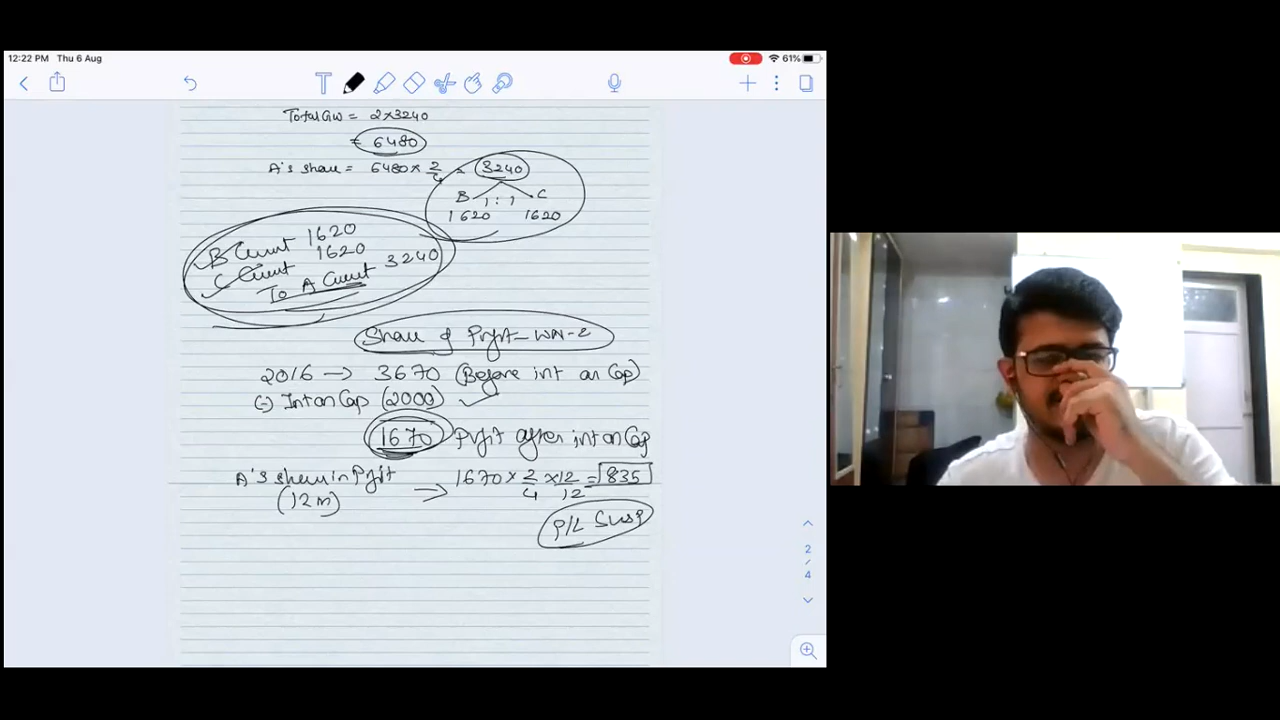 12:22 PM Thu 6 Aug
61%
Total GW = 2×3240
= 6480
A's share = 6480 × 2/4 = 3240
B 1 : 1 C
1620 1620
B Current 1620
C Current 1620
To A Current 3240
Share of Profit - WN-2
2016 → 3670 (Before int on Cap)
(-) Int on Cap (2000)
1670 Profit after int on Cap
A's share in Profit → 1670 × 2/4 × 12/12 = 835
(12m)
P/L Susp
2
/
4